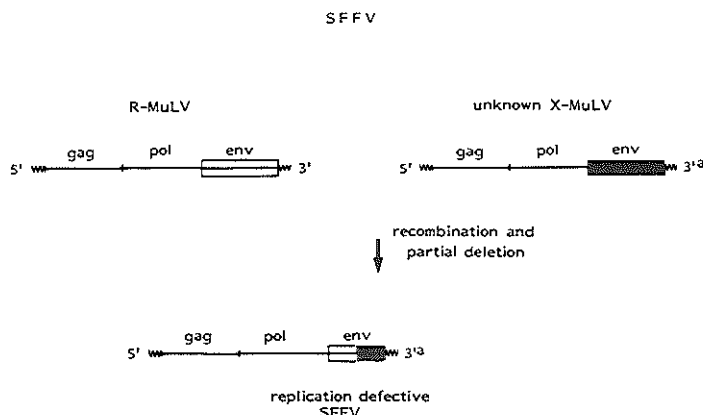 SFFV
R-MuLV
unknown X-MuLV
gag pol env
gag pol env
5' 3'
5' 3'a
recombination and
partial deletion
gag pol env
5' 3'a
replication defective
SFFV